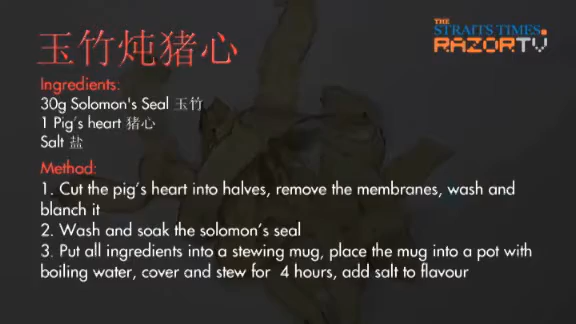 玉竹炖猪心
THE
STRAITS TIMES
RAZORTV
Ingredients:
30g Solomon's Seal 玉竹
1 Pig's heart 猪心
Salt 盐
Method:
1. Cut the pig's heart into halves, remove the membranes, wash and
blanch it
2. Wash and soak the solomon's seal
3. Put all ingredients into a stewing mug, place the mug into a pot with
boiling water, cover and stew for 4 hours, add salt to flavour